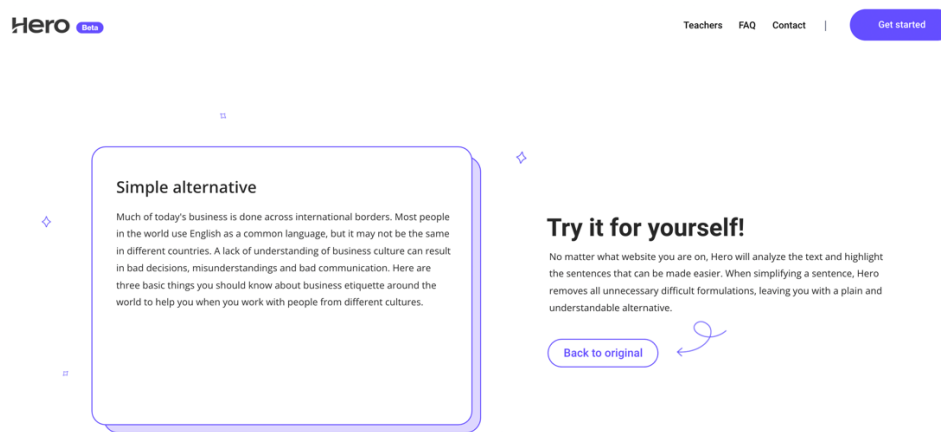 Hero Beta
Teachers FAQ Contact | Get started
Simple alternative
Much of today's business is done across international borders. Most people
in the world use English as a common language, but it may not be the same
in different countries. A lack of understanding of business culture can result
in bad decisions, misunderstandings and bad communication. Here are
three basic things you should know about business etiquette around the
world to help you when you work with people from different cultures.
Try it for yourself!
No matter what website you are on, Hero will analyze the text and highlight
the sentences that can be made easier. When simplifying a sentence, Hero
removes all unnecessary difficult formulations, leaving you with a plain and
understandable alternative.
Back to original